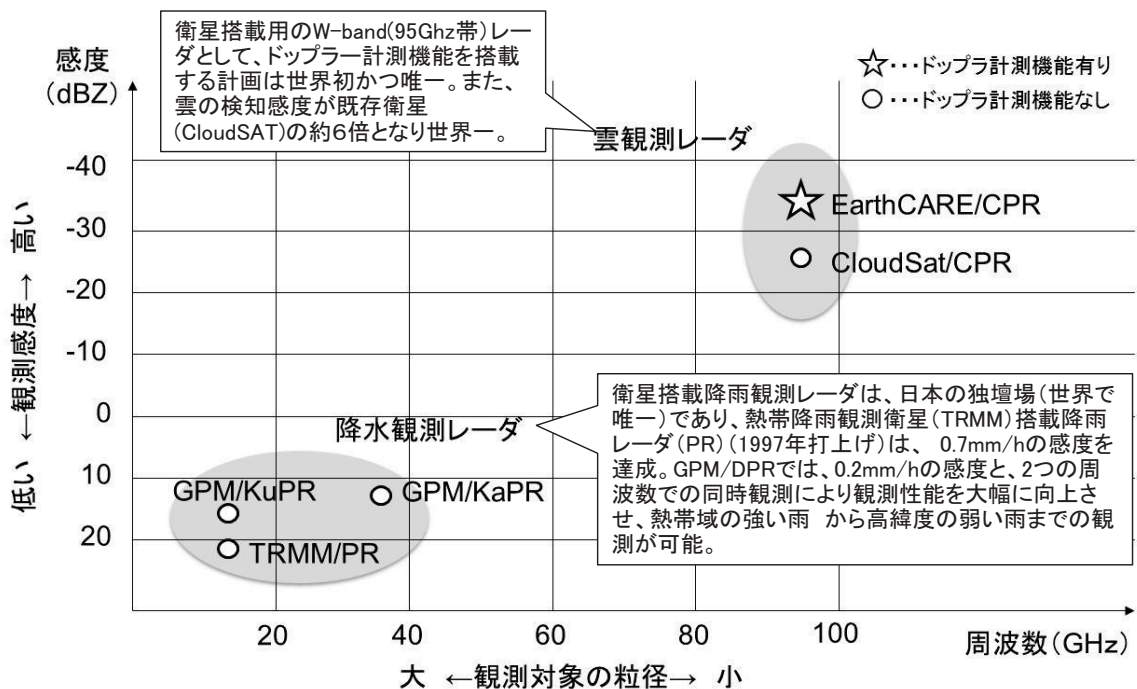 衛星搭載用のW-band(95Ghz帯)レー
ダとして、ドップラー計測機能を搭載
する計画は世界初かつ唯一。また、
雲の検知感度が既存衛星
(CloudSAT)の約6倍となり世界一。
感度
(dBZ)
☆・・・ドップラ計測機能有り
○・・・ドップラ計測機能なし
雲観測レーダ
-40
EarthCARE/CPR
-30
CloudSat/CPR
-20
-10
0
10
20
低い ←観測感度→ 高い
衛星搭載降雨観測レーダは、日本の独壇場(世界で
唯一)であり、熱帯降雨観測衛星(TRMM)搭載降雨
レーダ(PR)(1997年打上げ)は、 0.7mm/hの感度を
達成。GPM/DPRでは、0.2mm/hの感度と、2つの周
波数での同時観測により観測性能を大幅に向上さ
せ、熱帯域の強い雨 から高緯度の弱い雨までの観
測が可能。
降水観測レーダ
GPM/KuPR
GPM/KaPR
TRMM/PR
20 40 60 80 100
周波数(GHz)
大 ←観測対象の粒径→ 小